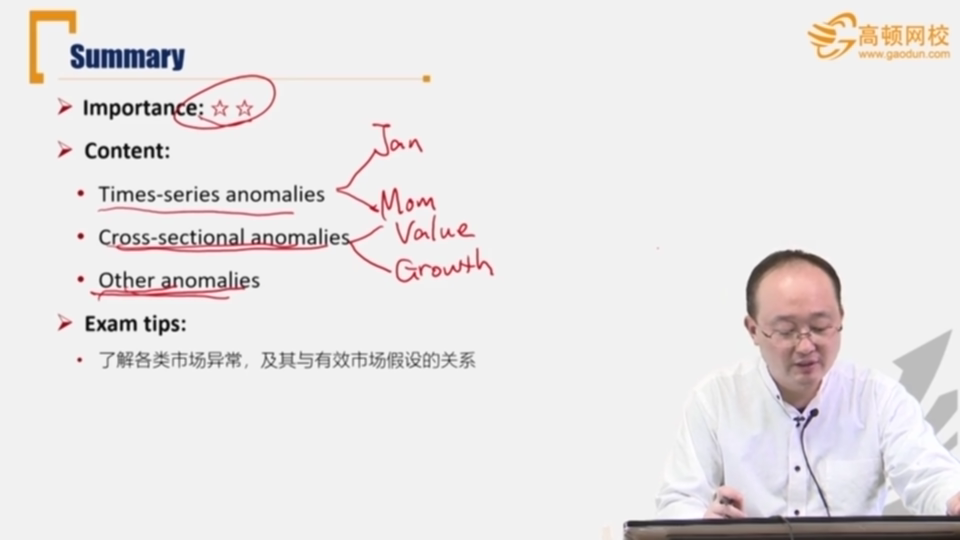 Summary
高顿网校
www.gaodun.com
Importance: ☆☆
Content:
Jan
Times-series anomalies
Mom
Cross-sectional anomalies
Value
Growth
Other anomalies
Exam tips:
了解各类市场异常，及其与有效市场假设的关系